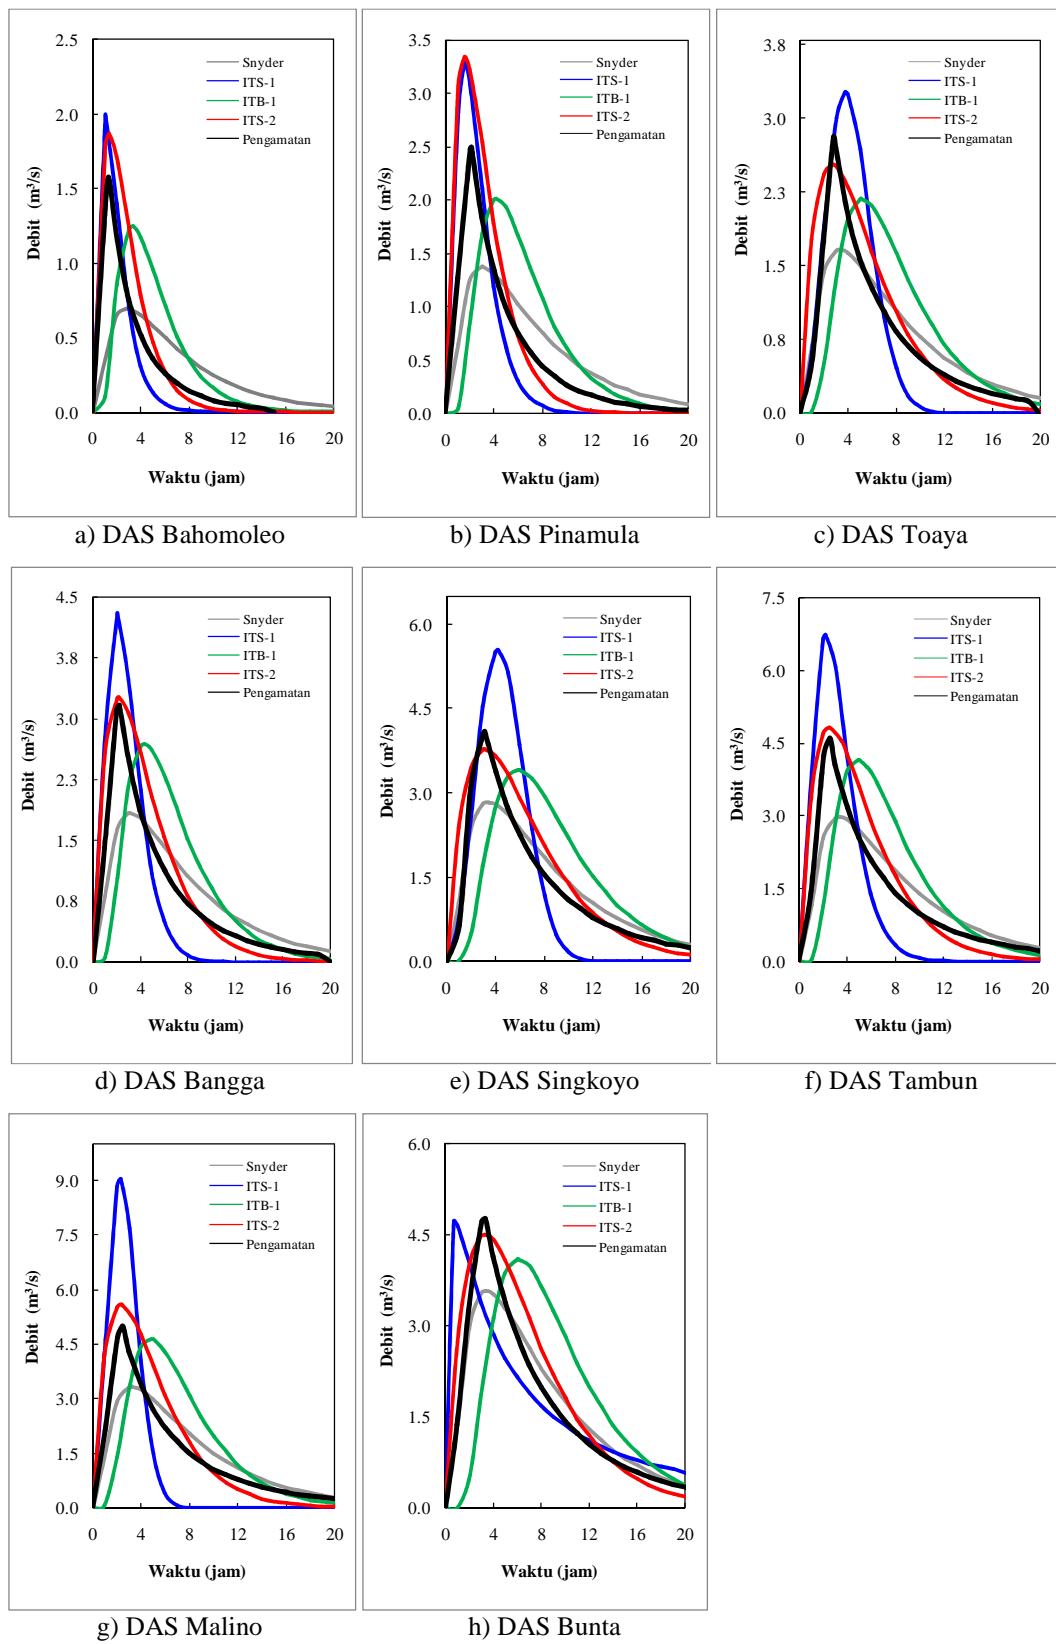 2.5
2.0
1.5
1.0
0.5
0.0
0 4 8 12 16 20
Debit (m³/s)
Waktu (jam)
Snyder
ITS-1
ITB-1
ITS-2
Pengamatan
a) DAS Bahomoleo
3.5
3.0
2.5
2.0
1.5
1.0
0.5
0.0
0 4 8 12 16 20
Debit (m³/s)
Waktu (jam)
Snyder
ITS-1
ITB-1
ITS-2
Pengamatan
b) DAS Pinamula
3.8
3.0
2.3
1.5
0.8
0.0
0 4 8 12 16 20
Debit (m³/s)
Waktu (jam)
Snyder
ITS-1
ITB-1
ITS-2
Pengamatan
c) DAS Toaya
4.5
3.8
3.0
2.3
1.5
0.8
0.0
0 4 8 12 16 20
Debit (m³/s)
Waktu (jam)
Snyder
ITS-1
ITB-1
ITS-2
Pengamatan
d) DAS Bangga
6.0
4.5
3.0
1.5
0.0
0 4 8 12 16 20
Debit (m³/s)
Waktu (jam)
Snyder
ITS-1
ITB-1
ITS-2
Pengamatan
e) DAS Singkoyo
7.5
6.0
4.5
3.0
1.5
0.0
0 4 8 12 16 20
Debit (m³/s)
Waktu (jam)
Snyder
ITS-1
ITB-1
ITS-2
Pengamatan
f) DAS Tambun
9.0
7.5
6.0
4.5
3.0
1.5
0.0
0 4 8 12 16 20
Debit (m³/s)
Waktu (jam)
Snyder
ITS-1
ITB-1
ITS-2
Pengamatan
g) DAS Malino
6.0
4.5
3.0
1.5
0.0
0 4 8 12 16 20
Debit (m³/s)
Waktu (jam)
Snyder
ITS-1
ITB-1
ITS-2
Pengamatan
h) DAS Bunta